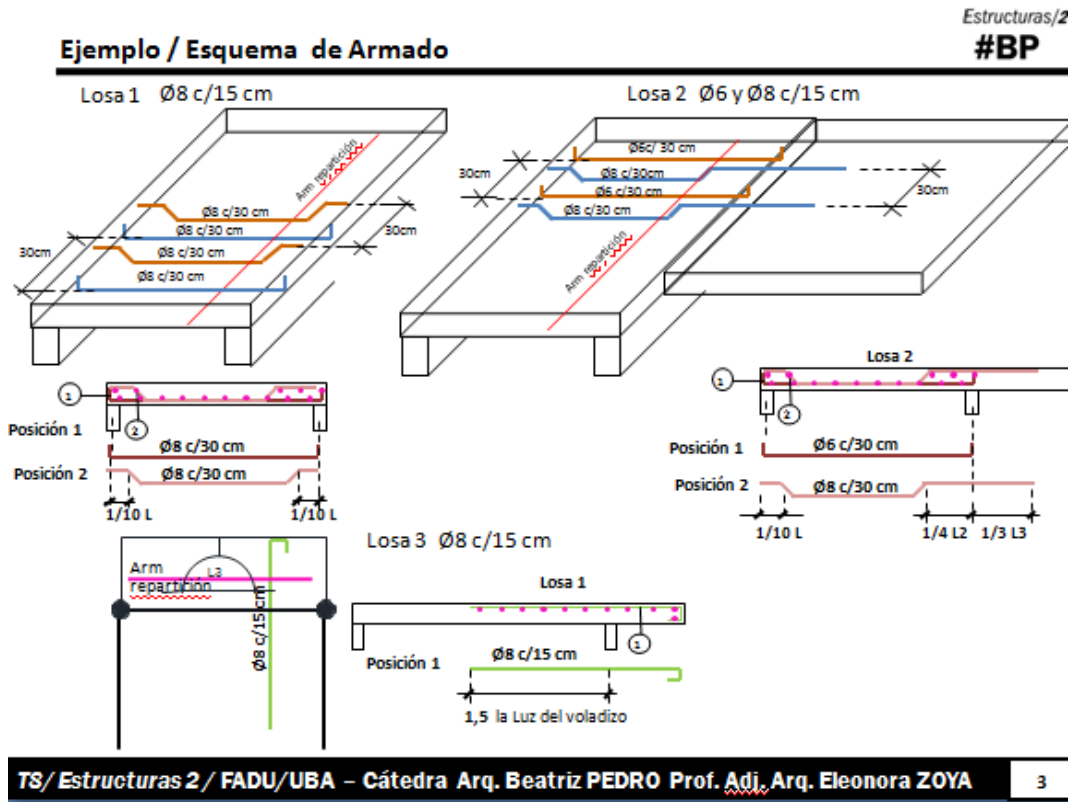 Estructuras/2
#BP
Ejemplo / Esquema de Armado
Losa 1 Ø8 c/15 cm
Arm repartición
Ø8 c/30 cm
Ø8 c/30 cm
Ø8 c/30 cm
Ø8 c/30 cm
30cm
30cm
Losa 2 Ø6 y Ø8 c/15 cm
Ø6c/ 30 cm
Ø8 c/30cm
Ø6 c/30 cm
Ø8 c/30 cm
30cm
30cm
Arm repartición
1
2
Posición 1
Ø8 c/30 cm
Posición 2
Ø8 c/30 cm
1/10 L
1/10 L
Losa 2
1
2
Posición 1
Ø6 c/30 cm
Posición 2
Ø8 c/30 cm
1/10 L
1/4 L2
1/3 L3
Arm
repartición
L3
Ø8 c/15 cm
Losa 3 Ø8 c/15 cm
Losa 1
1
Posición 1
Ø8 c/15 cm
1,5 la Luz del voladizo
TS/ Estructuras 2 / FADU/UBA – Cátedra Arq. Beatriz PEDRO Prof. Adj. Arq. Eleonora ZOYA
3